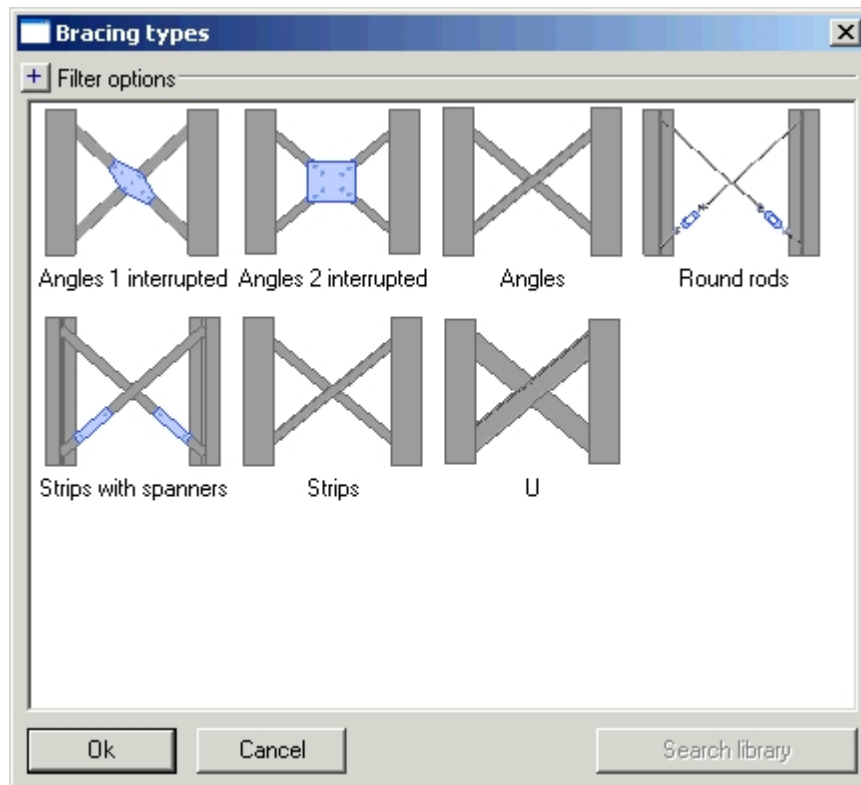 Bracing types
+ Filter options
Angles 1 interrupted Angles 2 interrupted Angles Round rods
Strips with spanners Strips U
Ok Cancel Search library